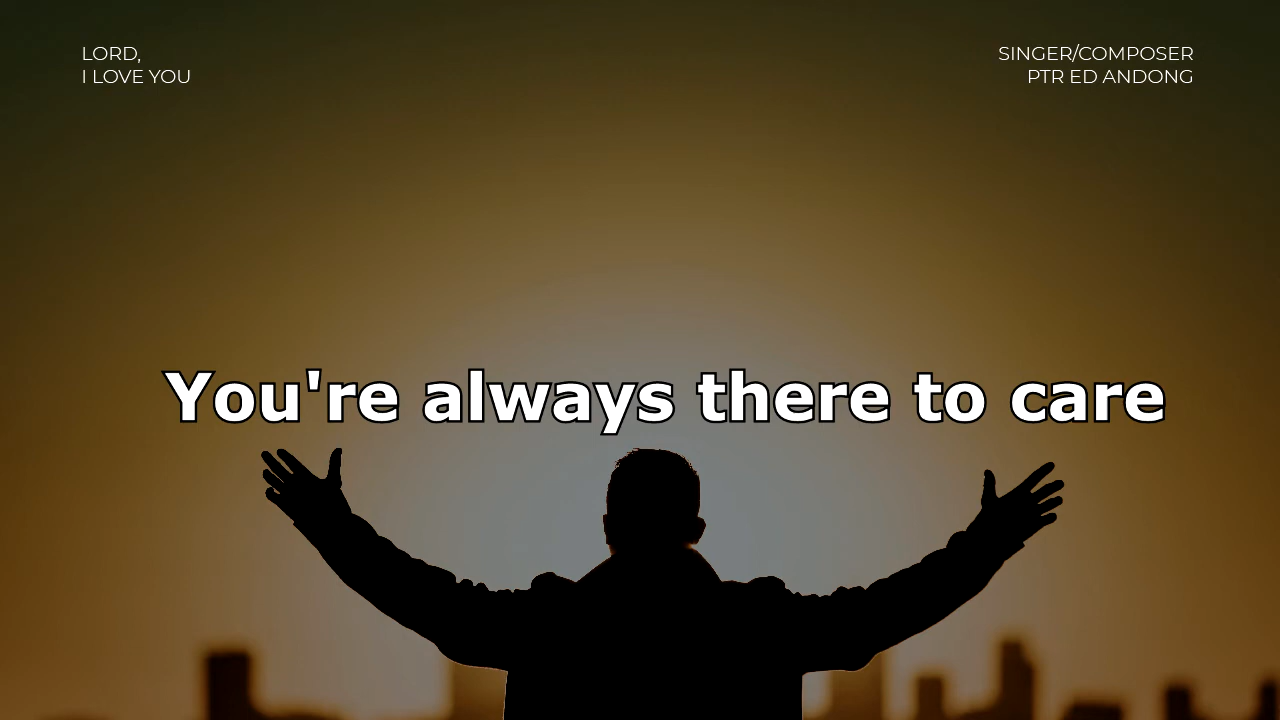 LORD,
I LOVE YOU
SINGER/COMPOSER
PTR ED ANDONG
You're always there to care